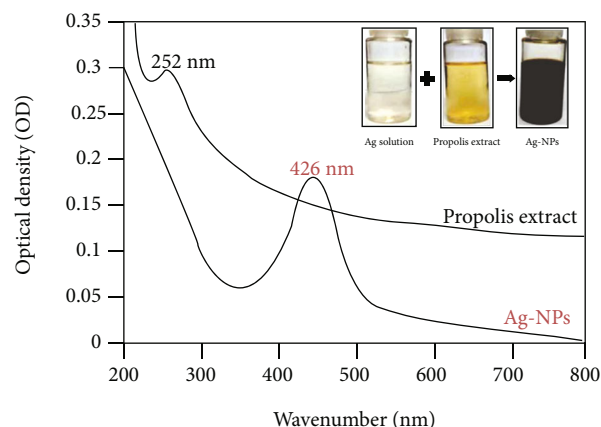 0.35
0.3
0.25
0.2
0.15
0.1
0.05
0
Optical density (OD)
252 nm
426 nm
Ag solution
Propolis extract
Ag-NPs
Propolis extract
Ag-NPs
200
300
400
500
600
700
800
Wavenumber (nm)